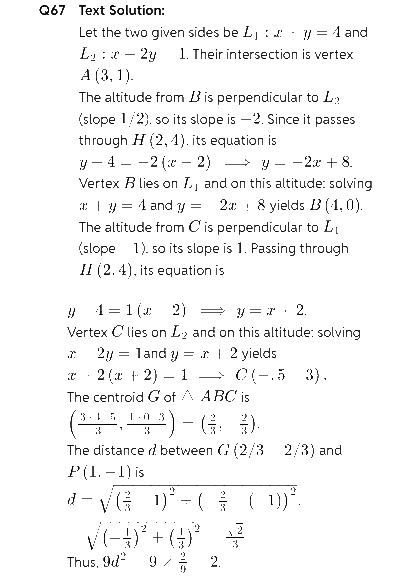 Q67 Text Solution:
Let the two given sides be L₁ : x · y = 4 and
L₂ : x − 2y 1. Their intersection is vertex
A (3, 1).
The altitude from B is perpendicular to L₂
(slope 1/2), so its slope is −2. Since it passes
through H (2, 4), its equation is
y − 4 = −2 (x − 2) ⟹ y = −2x + 8.
Vertex B lies on L₁ and on this altitude: solving
x + y = 4 and y = 2x + 8 yields B (4, 0).
The altitude from C is perpendicular to L₁
(slope 1), so its slope is 1. Passing through
H (2, 4), its equation is
y 4 = 1 (x 2) ⟹ y = x · 2.
Vertex C lies on L₂ and on this altitude: solving
x 2y = 1 and y = x + 2 yields
x · 2 (x + 2) = 1 ⟶ C (−.5 3).
The centroid G of △ ABC is
(3·4·5/3, 1·0·3/3) = (2/3, 2/3).
The distance d between G (2/3 2/3) and
P (1, −1) is
d = √((2/3 1)² + ( 2/3 ( 1))².
√((−1/3)² + (1/3)² √2/3
Thus, 9d² 9 × 2/9 2.